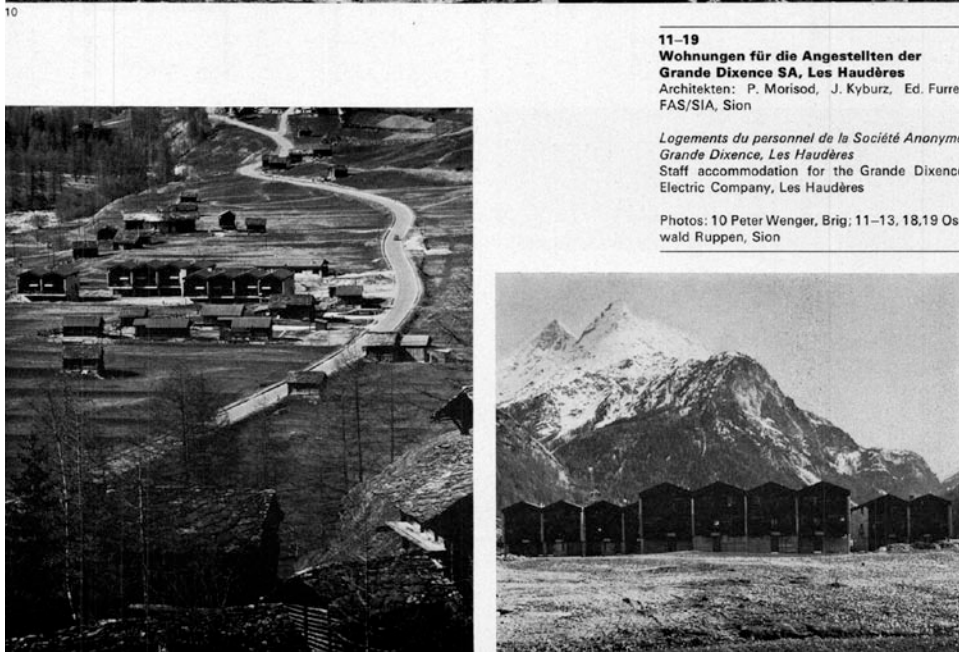 10
11–19
Wohnungen für die Angestellten der
Grande Dixence SA, Les Haudères
Architekten: P. Morisod, J. Kyburz, Ed. Furre
FAS/SIA, Sion
Logements du personnel de la Société Anonyme
Grande Dixence, Les Haudères
Staff accommodation for the Grande Dixence
Electric Company, Les Haudères
Photos: 10 Peter Wenger, Brig; 11–13, 18,19 Os
wald Ruppen, Sion